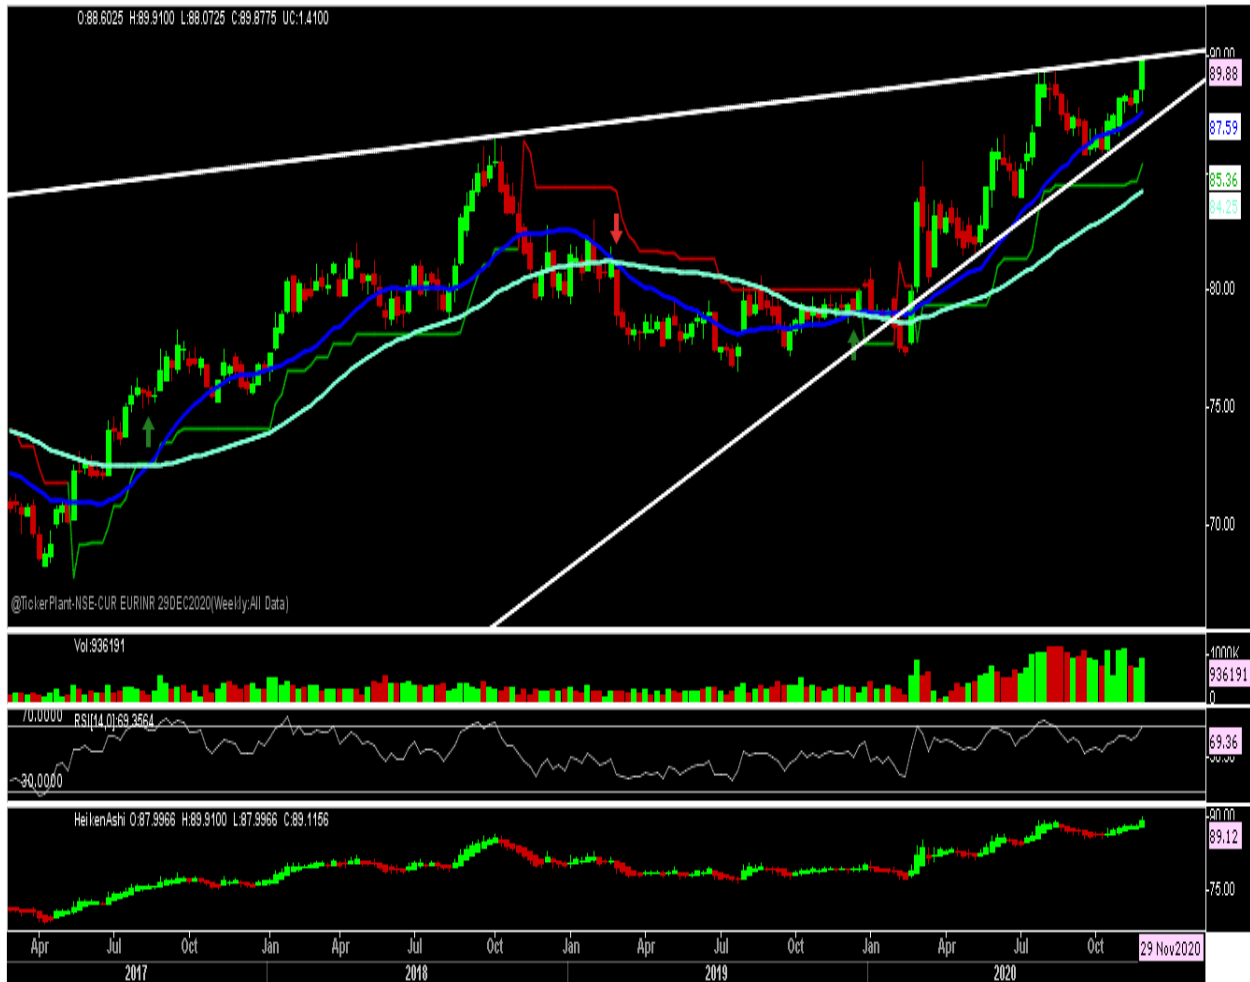 O:88.6025 H:89.9100 L:88.0725 C:89.8775 UC:1.4100
90.00
89.88
87.59
85.36
84.25
80.00
75.00
70.00
@TickerPlant-NSE-CUR EURINR 29DEC2020(Weekly:All Data)
Vol:936191
1000K
936191
0
70.0000
RSI[14,0]:69.3564
69.36
30.0000
HeikenAshi O:87.9966 H:89.9100 L:87.9966 C:89.1156
90.00
89.12
75.00
Apr Jul Oct Jan Apr Jul Oct Jan Apr Jul Oct Jan Apr Jul Oct 29 Nov2020
2017 2018 2019 2020